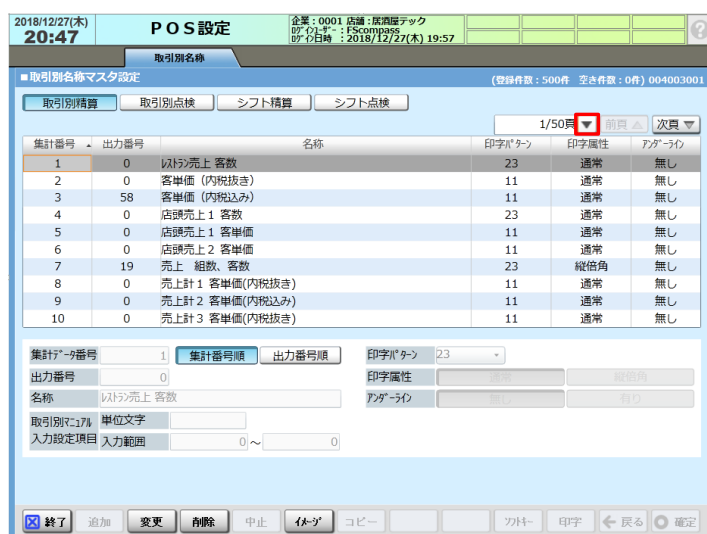 2018/12/27(木)
20:47
POS設定
企業：0001 店舗：居酒屋テック
ﾛｸﾞｲﾝﾕｰｻﾞｰ：FScompass
ﾛｸﾞｲﾝ日時 ：2018/12/27(木) 19:57
取引別名称
■取引別名称マスタ設定
(登録件数：500件 空き件数：0件) 004003001
取引別精算 取引別点検 シフト精算 シフト点検
1/50頁 ▼ 前頁 △ 次頁 ▽
集計番号 ▲ 出力番号 名称 印字ﾊﾟﾀｰﾝ 印字属性 ｱﾝﾀﾞｰﾗｲﾝ
1 0 ﾚｽﾄﾗﾝ売上 客数 23 通常 無し
2 0 客単価（内税抜き） 11 通常 無し
3 58 客単価（内税込み） 11 通常 無し
4 0 店頭売上１ 客数 23 通常 無し
5 0 店頭売上１ 客単価 11 通常 無し
6 0 店頭売上２ 客単価 11 通常 無し
7 19 売上　組数、客数 23 縦倍角 無し
8 0 売上計１ 客単価(内税抜き) 11 通常 無し
9 0 売上計２ 客単価(内税込み) 11 通常 無し
10 0 売上計３ 客単価(内税抜き) 11 通常 無し
集計ﾃﾞｰﾀ番号 1 集計番号順 出力番号順 印字ﾊﾟﾀｰﾝ 23
出力番号 0 印字属性 通常 縦倍角
名称 ﾚｽﾄﾗﾝ売上 客数 ｱﾝﾀﾞｰﾗｲﾝ 無し 有り
取引別ﾏﾆｭｱﾙ 単位文字
入力設定項目 入力範囲 0 ～ 0
終了 追加 変更 削除 中止 ｲﾒｰｼﾞ コピー ｿﾌﾄｷｰ 印字 戻る 確定